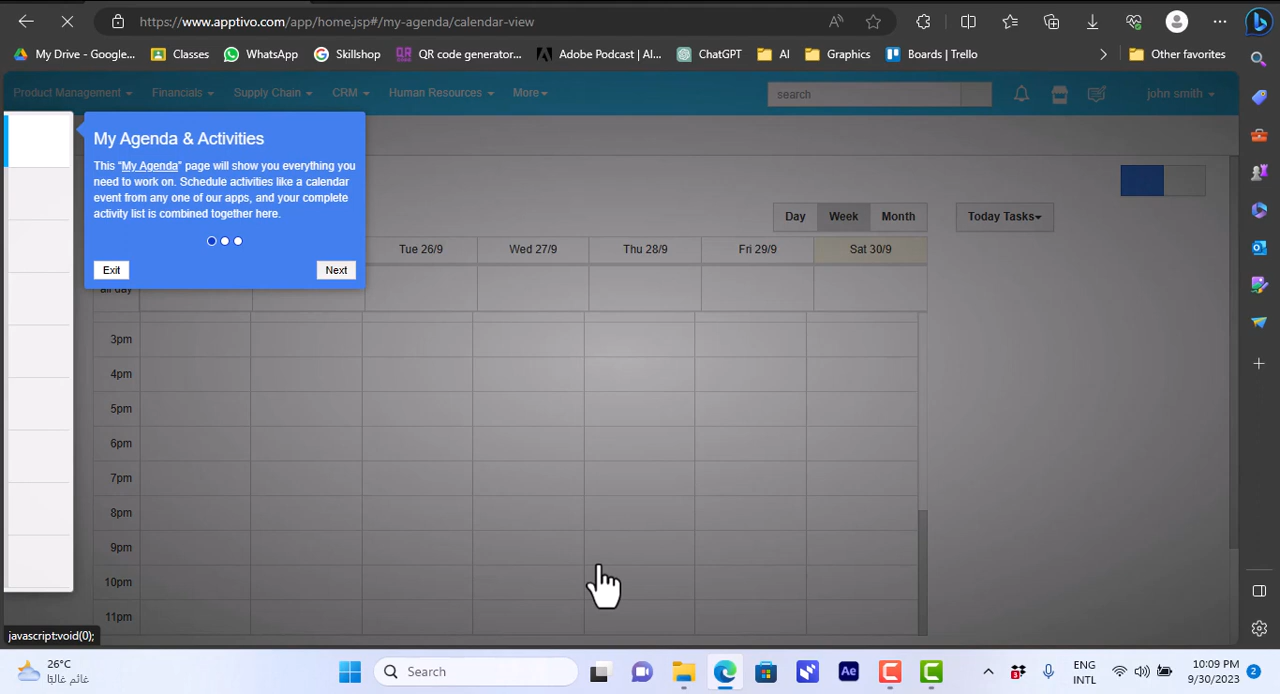 https://www.apptivo.com/app/home.jsp#/my-agenda/calendar-view
My Drive - Google...
Classes
WhatsApp
Skillshop
QR code generator...
Adobe Podcast | AI...
ChatGPT
AI
Graphics
Boards | Trello
Other favorites
Product Management
Financials
Supply Chain
CRM
Human Resources
More
search
john smith
My Agenda & Activities
This “My Agenda” page will show you everything you
need to work on. Schedule activities like a calendar
event from any one of our apps, and your complete
activity list is combined together here.
Exit
Next
Day
Week
Month
Today Tasks
Tue 26/9
Wed 27/9
Thu 28/9
Fri 29/9
Sat 30/9
all day
3pm
4pm
5pm
6pm
7pm
8pm
9pm
10pm
11pm
javascript:void(0);
26°C
غائم غالبًا
Search
Ae
3
ENG
INTL
10:09 PM
9/30/2023
2